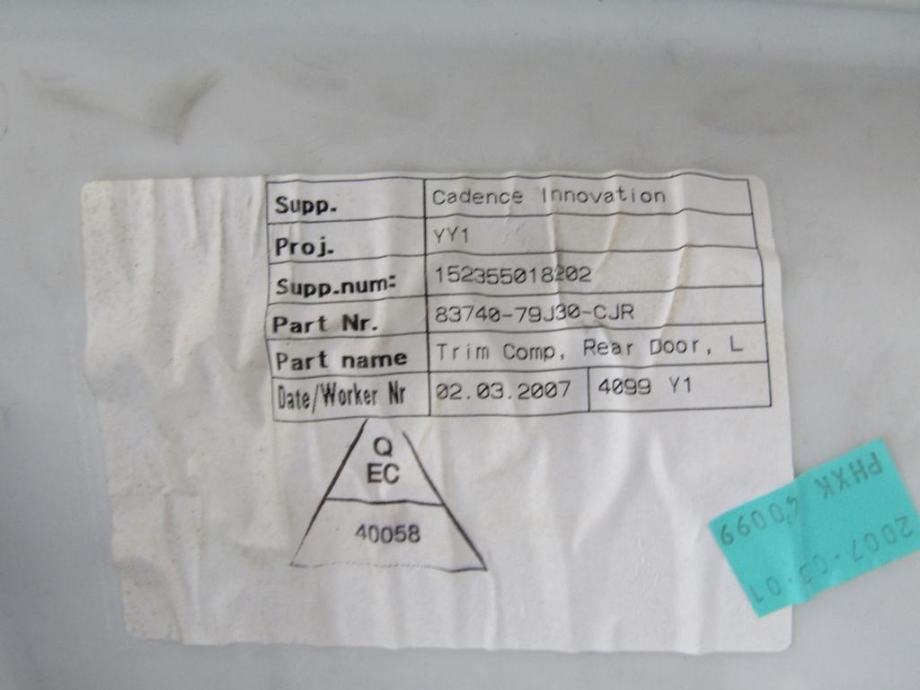 Supp. Cadence Innovation
Proj. YY1
Supp.num: 152355018202
Part Nr. 83740-79J30-CJR
Part name Trim Comp, Rear Door, L
Date/Worker Nr 02.03.2007 4099 Y1
Q
EC
40058
PHXK 40099
2007.03.01